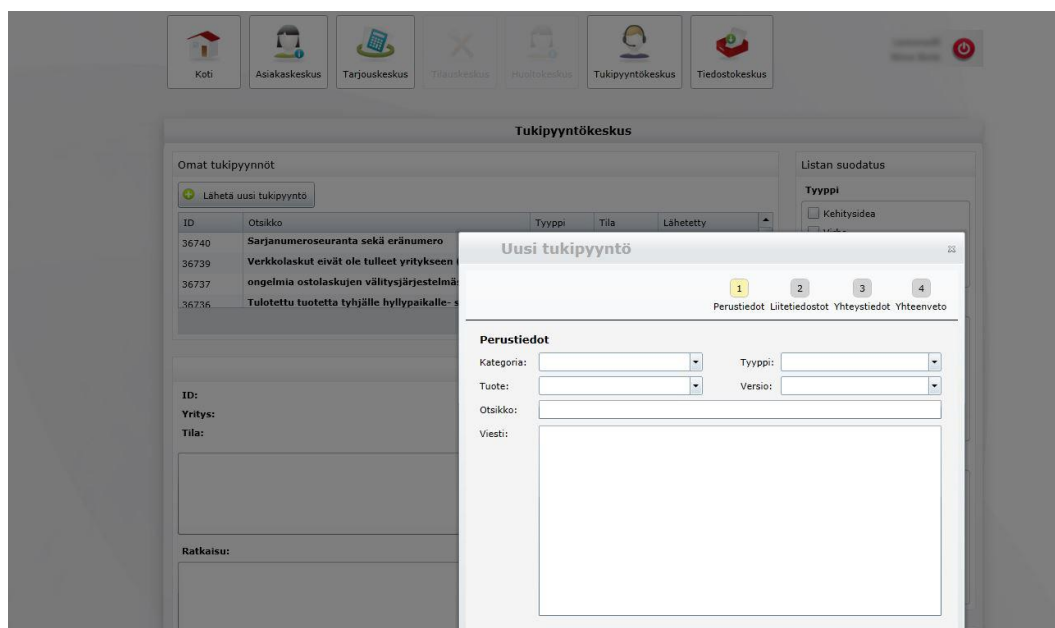 Koti
Asiakaskeskus
Tarjouskeskus
Tilauskeskus
Huoltokeskus
Tukipyyntökeskus
Tiedostokeskus
Tukipyyntökeskus
Omat tukipyynnöt
Lähetä uusi tukipyyntö
ID Otsikko Tyyppi Tila Lähetetty
36740 Sarjanumeroseuranta sekä eränumero
36739 Verkkolaskut eivät ole tulleet yritykseen
36737 ongelmia ostolaskujen
36736 Tulotettu tuotetta tyhjälle hyllypaikalle- s
Listan suodatus
Tyyppi
Kehitysidea
ID:
Yritys:
Tila:
Ratkaisu:
Uusi tukipyyntö
1 2 3 4
Perustiedot Liitetiedostot Yhteystiedot Yhteenveto
Perustiedot
Kategoria: Tyyppi:
Tuote: Versio:
Otsikko:
Viesti: